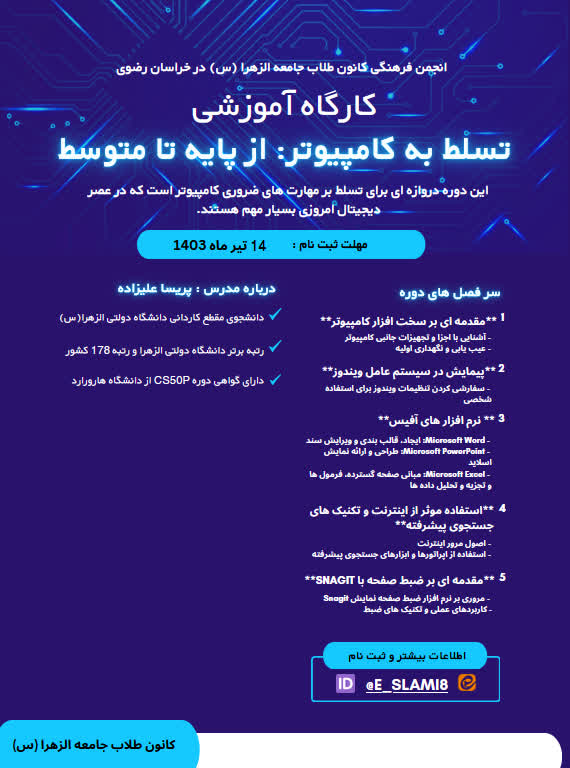 انجمن فرهنگی کانون طلاب جامعه الزهرا (س) در خراسان رضوی
کارگاه آموزشی
تسلط به کامپیوتر: از پایه تا متوسط
این دوره دروازه ای برای تسلط بر مهارت های ضروری کامپیوتر است که در عصر
دیجیتال امروزی بسیار مهم هستند.
مهلت ثبت نام : 14 تیر ماه 1403
سر فصل های دوره
1 **مقدمه ای بر سخت افزار کامپیوتر**
- آشنایی با اجزا و تجهیزات جانبی کامپیوتر
- عیب یابی و نگهداری اولیه
2 **پیمایش در سیستم عامل ویندوز**
- سفارشی کردن تنظیمات ویندوز برای استفاده
شخصی
3 ** نرم افزار های آفیس**
- Microsoft Word: ایجاد، قالب بندی و ویرایش سند
- Microsoft PowerPoint: طراحی و ارائه نمایش
اسلاید
- Microsoft Excel: مبانی صفحه گسترده، فرمول ها
و تجزیه و تحلیل داده ها
4 **استفاده موثر از اینترنت و تکنیک های
جستجوی پیشرفته**
- اصول مرور اینترنت
- استفاده از اپراتورها و ابزارهای جستجوی پیشرفته
5 **مقدمه ای بر ضبط صفحه با SNAGIT**
- مروری بر نرم افزار ضبط صفحه نمایش Snagit
- کاربردهای عملی و تکنیک های ضبط
درباره مدرس : پریسا علیزاده
دانشجوی مقطع کاردانی دانشگاه دولتی الزهرا(س)
رتبه برتر دانشگاه دولتی الزهرا و رتبه 178 کشور
دارای گواهی دوره CS50P از دانشگاه هاروارد
اطلاعات بیشتر و ثبت نام
ID @E_SLAMI8
کانون طلاب جامعه الزهرا (س)